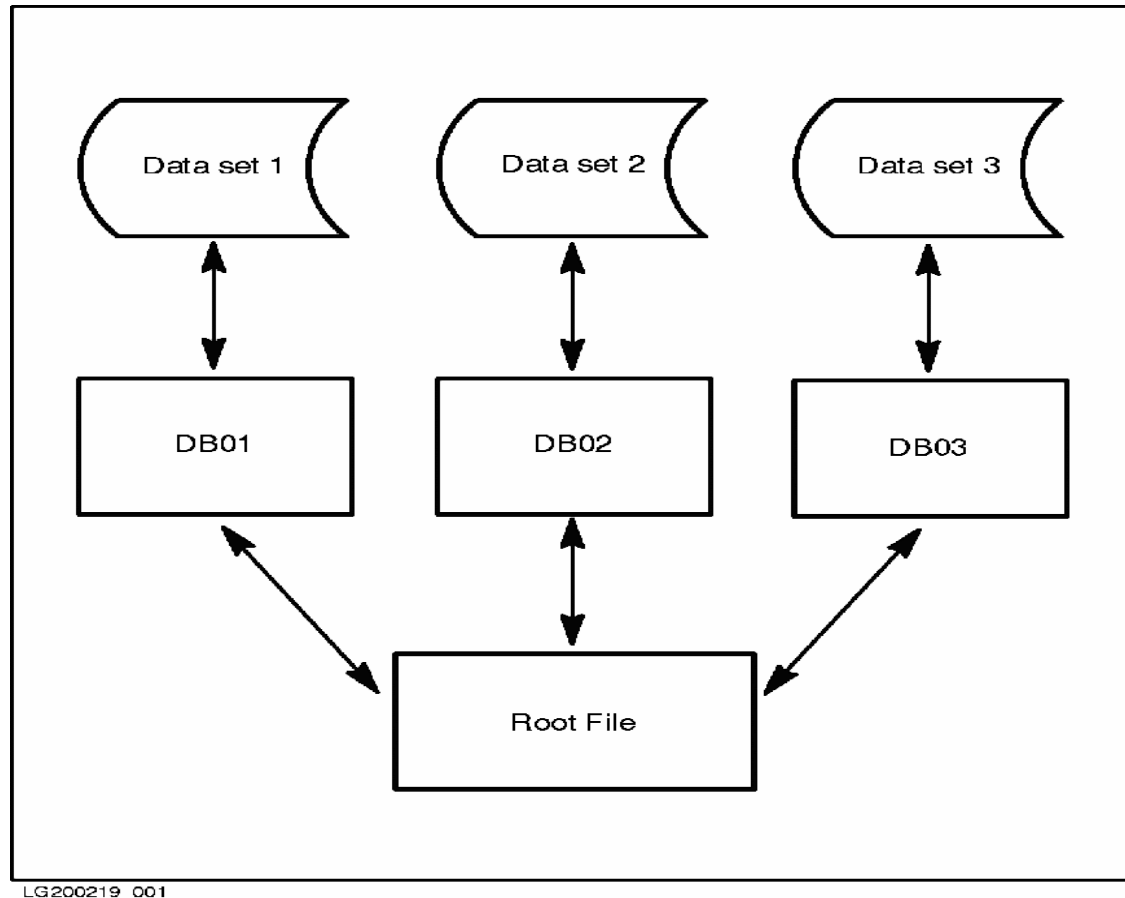 Data set 1
Data set 2
Data set 3
DB01
DB02
DB03
Root File
LG200219_001